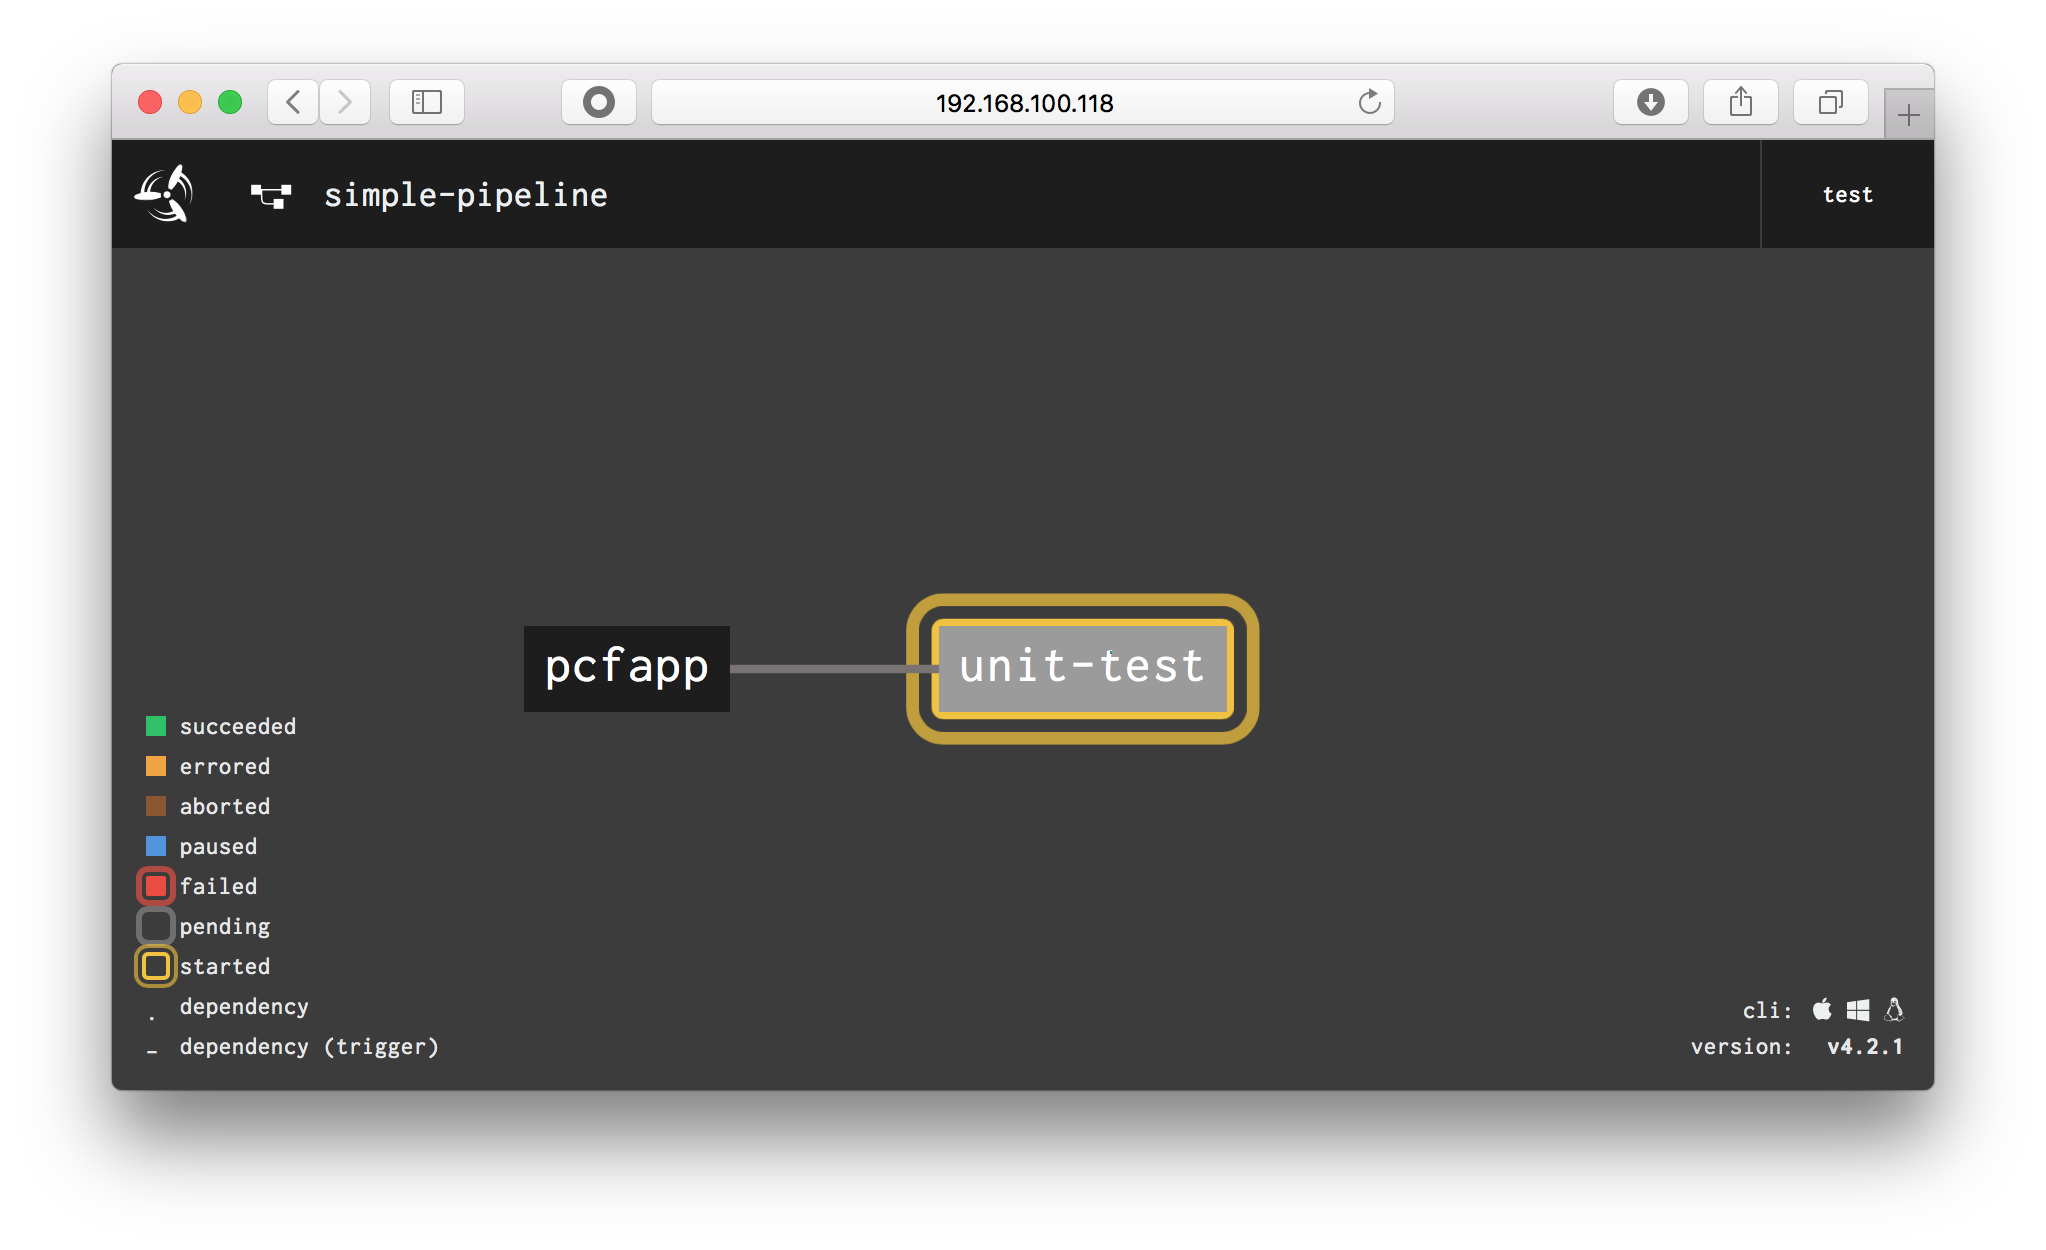 192.168.100.118
simple-pipeline
test
pcfapp
unit-test
succeeded
errored
aborted
paused
failed
pending
started
. dependency
- dependency (trigger)
cli:
version: v4.2.1